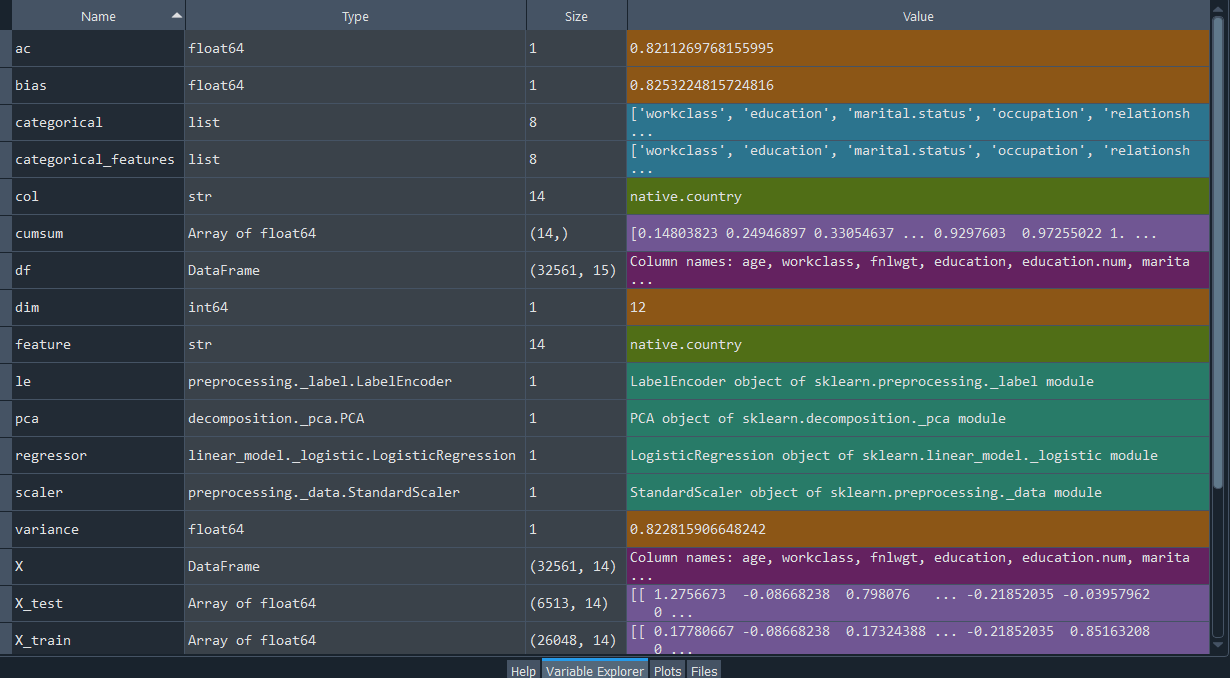 Name Type Size Value
ac float64 1 0.8211269768155995
bias float64 1 0.8253224815724816
categorical list 8 ['workclass', 'education', 'marital.status', 'occupation', 'relationsh
...
categorical_features list 8 ['workclass', 'education', 'marital.status', 'occupation', 'relationsh
...
col str 14 native.country
cumsum Array of float64 (14,) [0.14803823 0.24946897 0.33054637 ... 0.9297603  0.97255022 1. ...
df DataFrame (32561, 15) Column names: age, workclass, fnlwgt, education, education.num, marita
...
dim int64 1 12
feature str 14 native.country
le preprocessing._label.LabelEncoder 1 LabelEncoder object of sklearn.preprocessing._label module
pca decomposition._pca.PCA 1 PCA object of sklearn.decomposition._pca module
regressor linear_model._logistic.LogisticRegression 1 LogisticRegression object of sklearn.linear_model._logistic module
scaler preprocessing._data.StandardScaler 1 StandardScaler object of sklearn.preprocessing._data module
variance float64 1 0.822815906648242
X DataFrame (32561, 14) Column names: age, workclass, fnlwgt, education, education.num, marita
...
X_test Array of float64 (6513, 14) [[ 1.2756673  -0.08668238  0.798076   ... -0.21852035 -0.03957962
0 ...
X_train Array of float64 (26048, 14) [[ 0.17780667 -0.08668238  0.17324388 ... -0.21852035  0.85163208
0 ...
Help Variable Explorer Plots Files